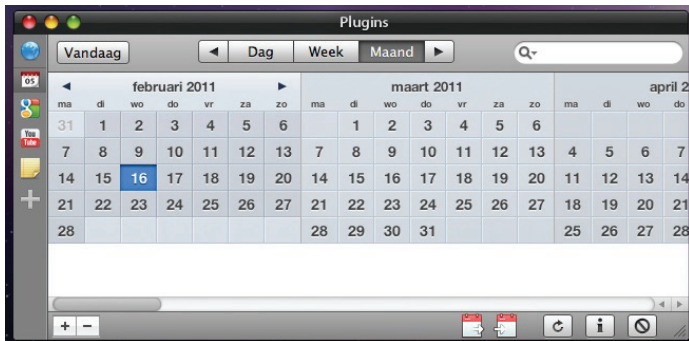 Plugins
Vandaag ◀ Dag Week Maand ▶
05 februari 2011 maart 2011 april 2
ma di wo do vr za zo ma di wo do vr za zo ma di wo do
31 1 2 3 4 5 6 1 2 3 4 5 6
You Tube
7 8 9 10 11 12 13 7 8 9 10 11 12 13 4 5 6 7
14 15 16 17 18 19 20 14 15 16 17 18 19 20 11 12 13 14
21 22 23 24 25 26 27 21 22 23 24 25 26 27 18 19 20 21
28 28 29 30 31 25 26 27 28